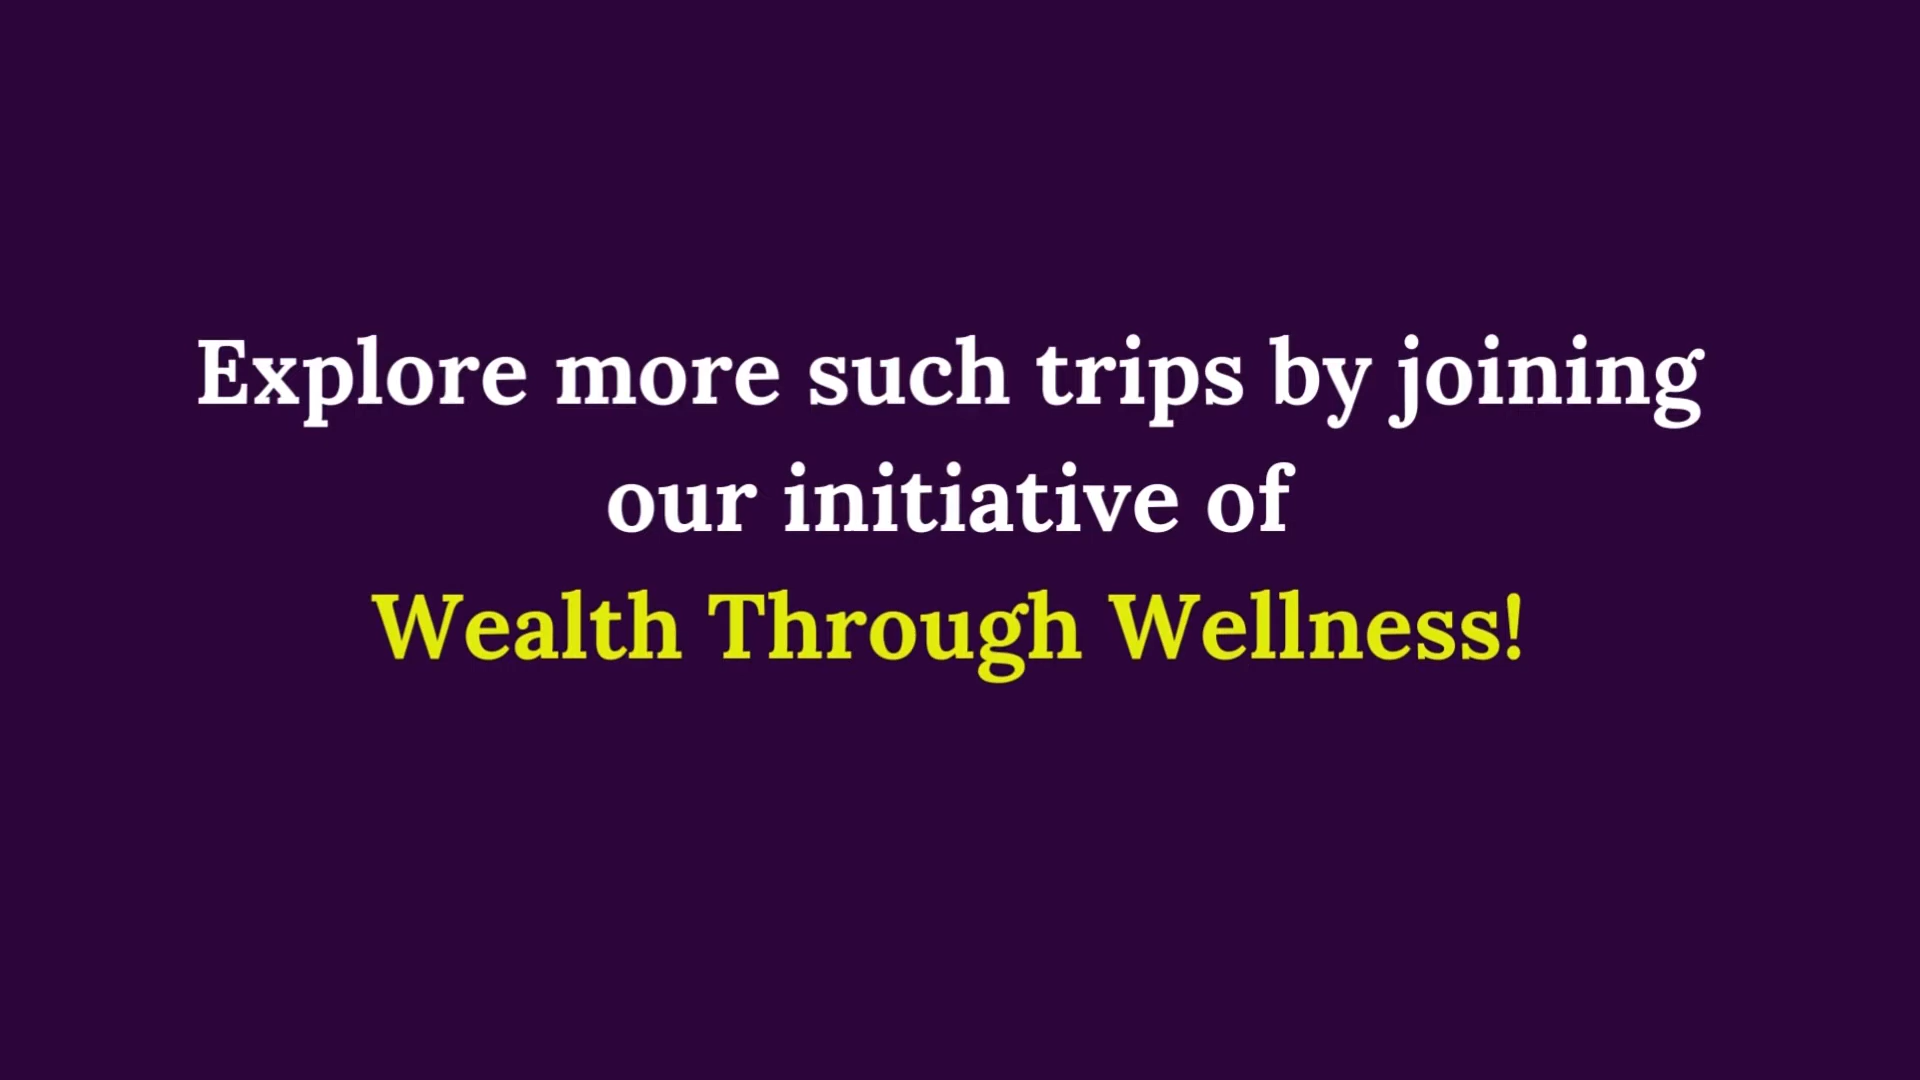 Explore more such trips by joining
our initiative of
Wealth Through Wellness!